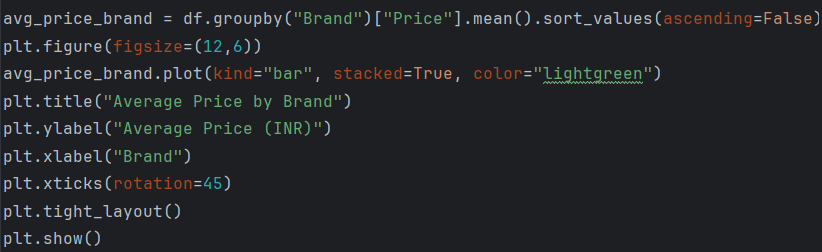 avg_price_brand = df.groupby("Brand")["Price"].mean().sort_values(ascending=False)
plt.figure(figsize=(12,6))
avg_price_brand.plot(kind="bar", stacked=True, color="lightgreen")
plt.title("Average Price by Brand")
plt.ylabel("Average Price (INR)")
plt.xlabel("Brand")
plt.xticks(rotation=45)
plt.tight_layout()
plt.show()